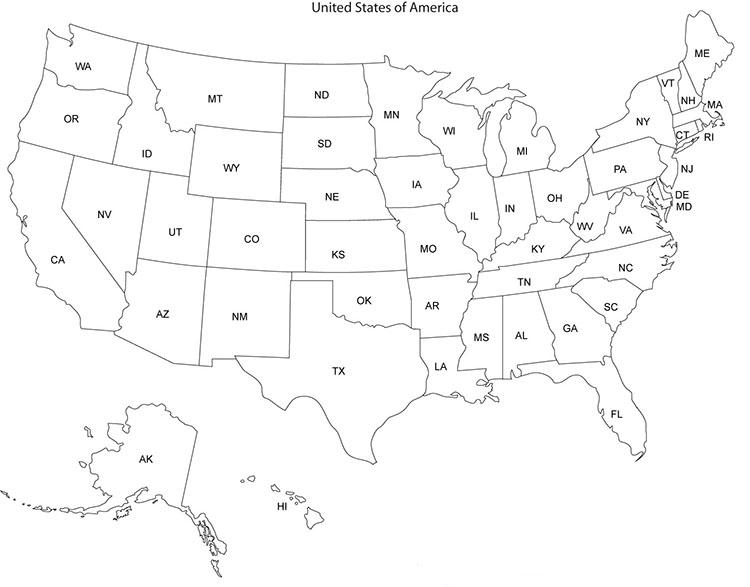 United States of America
ME
WA
VT
MT
ND
NH
MA
MN
OR
NY
WI
CT
RI
SD
MI
ID
WY
PA
NJ
IA
NE
OH
DE
MD
NV
IL
IN
WV
VA
UT
CO
MO
KY
KS
CA
NC
TN
OK
AR
SC
AZ
NM
GA
MS
AL
LA
TX
FL
AK
HI